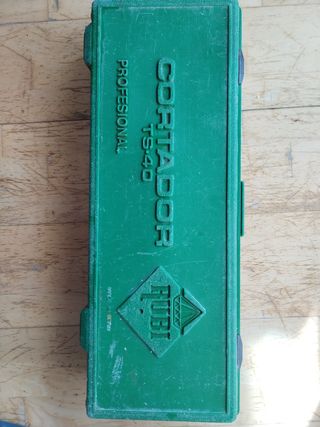 CORTADOR
TS-40
PROFESIONAL
RUBI